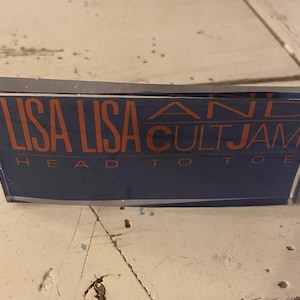 LISA LISA AND
CULT JAM
HEAD TO TOE